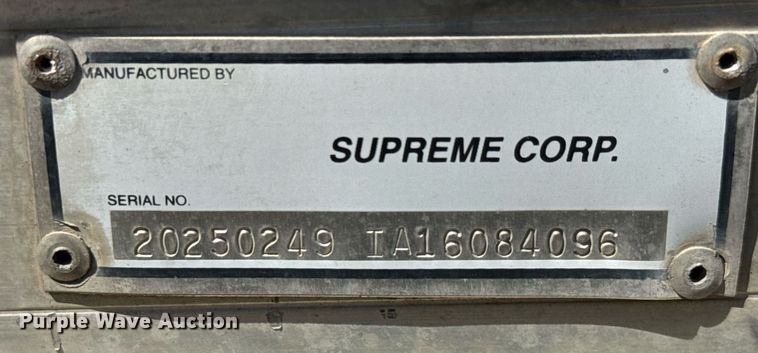 MANUFACTURED BY
SUPREME CORP.
SERIAL NO.
20250249 IA16084096
Purple Wave Auction